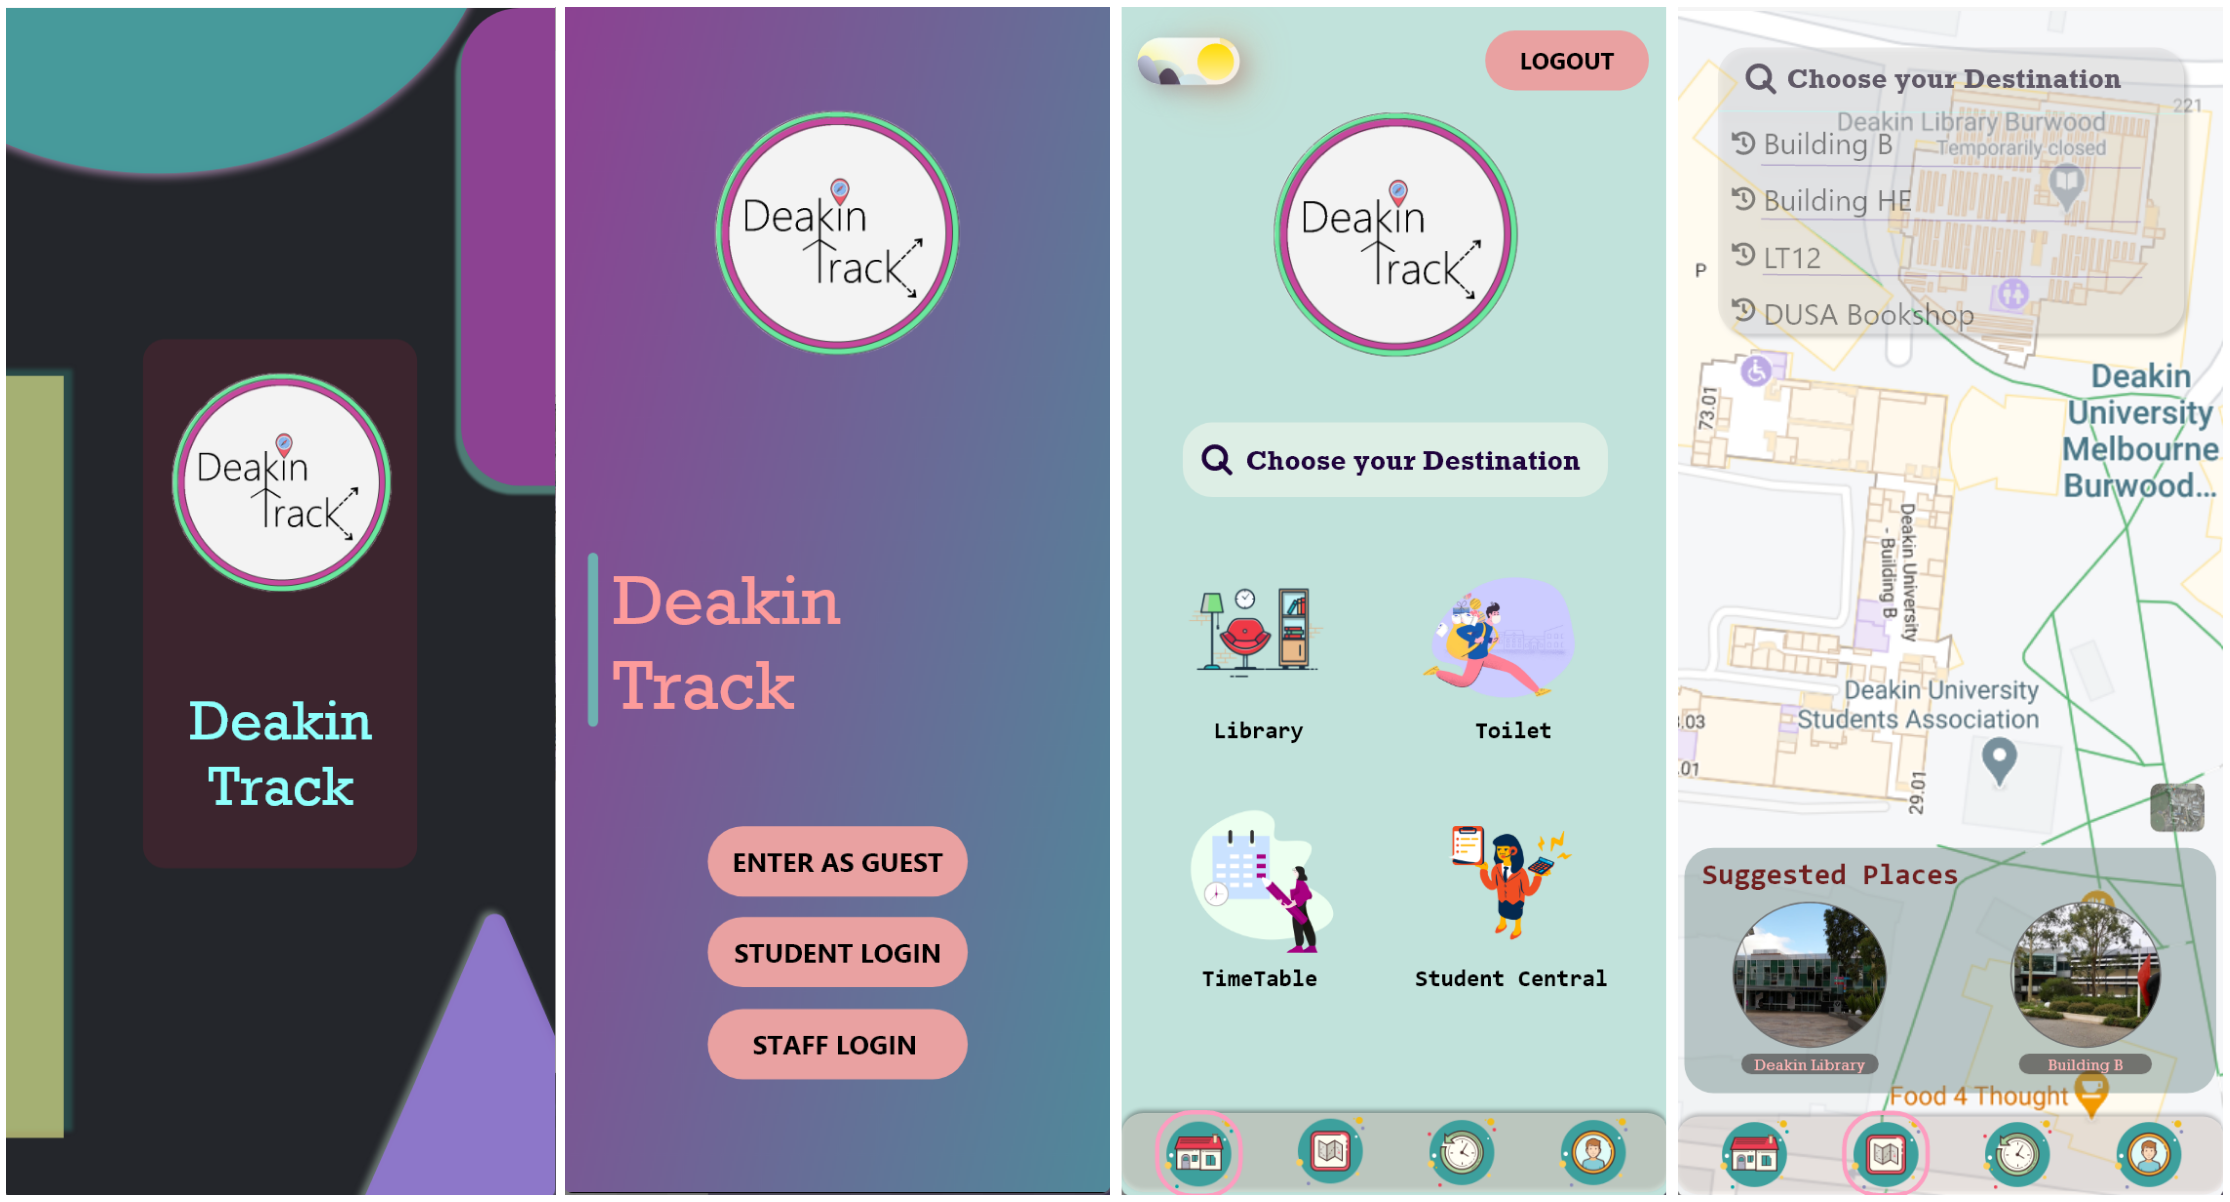 Deakin
Track
Deakin
Track
Deakin
Track
Deakin
Track
ENTER AS GUEST
STUDENT LOGIN
STAFF LOGIN
LOGOUT
Deakin
Track
Choose your Destination
Library
Toilet
TimeTable
Student Central
Choose your Destination
221
Deakin Library Burwood
Temporarily closed
Building B
Building HE
LT12
DUSA Bookshop
P
73.01
Deakin
University
Melbourne
Burwood...
Deakin University
- Building B
Deakin University
Students Association
.03
.01
29.01
Suggested Places
Deakin Library
Building B
Food 4 Thought